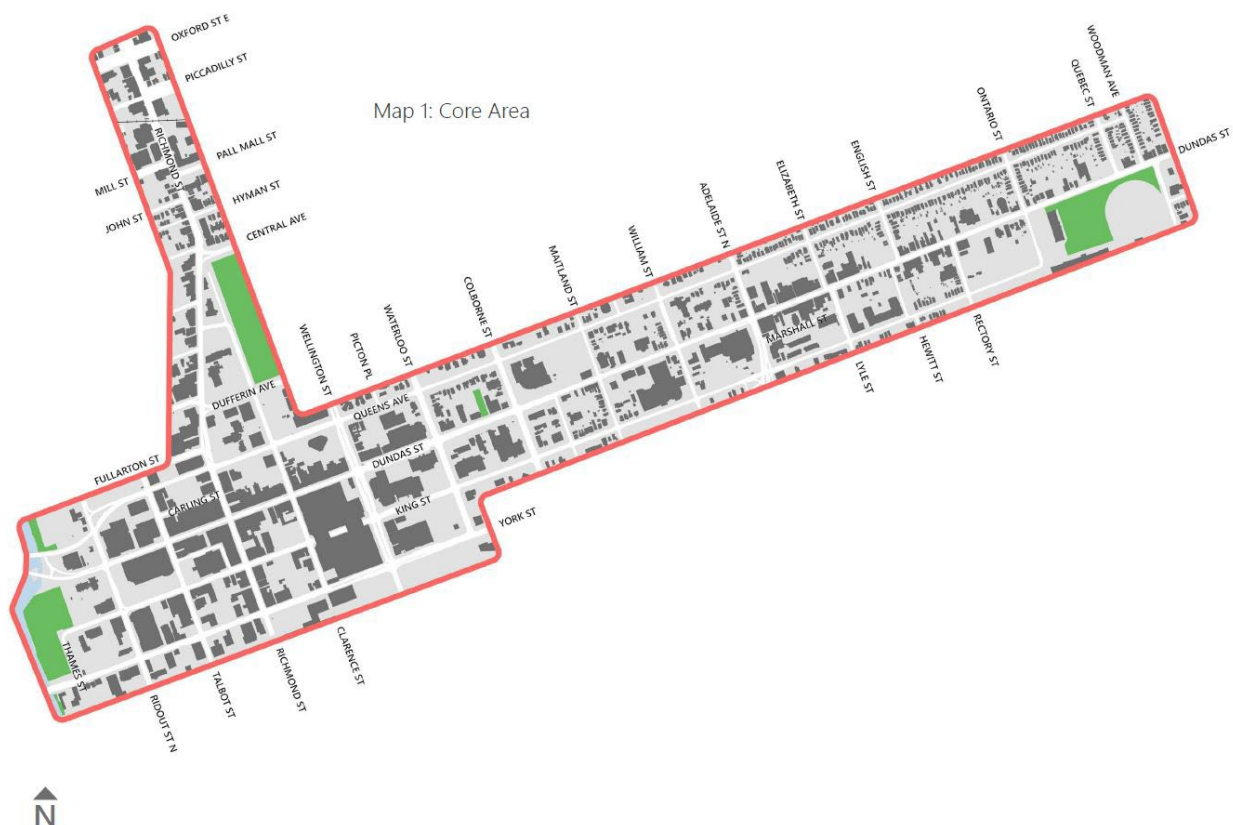 OXFORD ST E
PICCADILLY ST
Map 1: Core Area
RICHMOND ST
PALL MALL ST
MILL ST
HYMAN ST
JOHN ST
CENTRAL AVE
WOODMAN AVE
QUEBEC ST
ONTARIO ST
DUNDAS ST
ENGLISH ST
ELIZABETH ST
ADELAIDE ST N
WILLIAM ST
MAITLAND ST
COLBORNE ST
WATERLOO ST
PICTON PL
WELLINGTON ST
MARSHALL ST
RECTORY ST
HEWITT ST
LYLE ST
DUFFERIN AVE
QUEENS AVE
DUNDAS ST
FULLARTON ST
CARLING ST
KING ST
YORK ST
THAMES ST
CLARENCE ST
RICHMOND ST
TALBOT ST
RIDOUT ST N
N